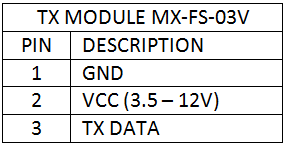 TX MODULE MX-FS-03V
PIN DESCRIPTION
1 GND
2 VCC (3.5 – 12V)
3 TX DATA